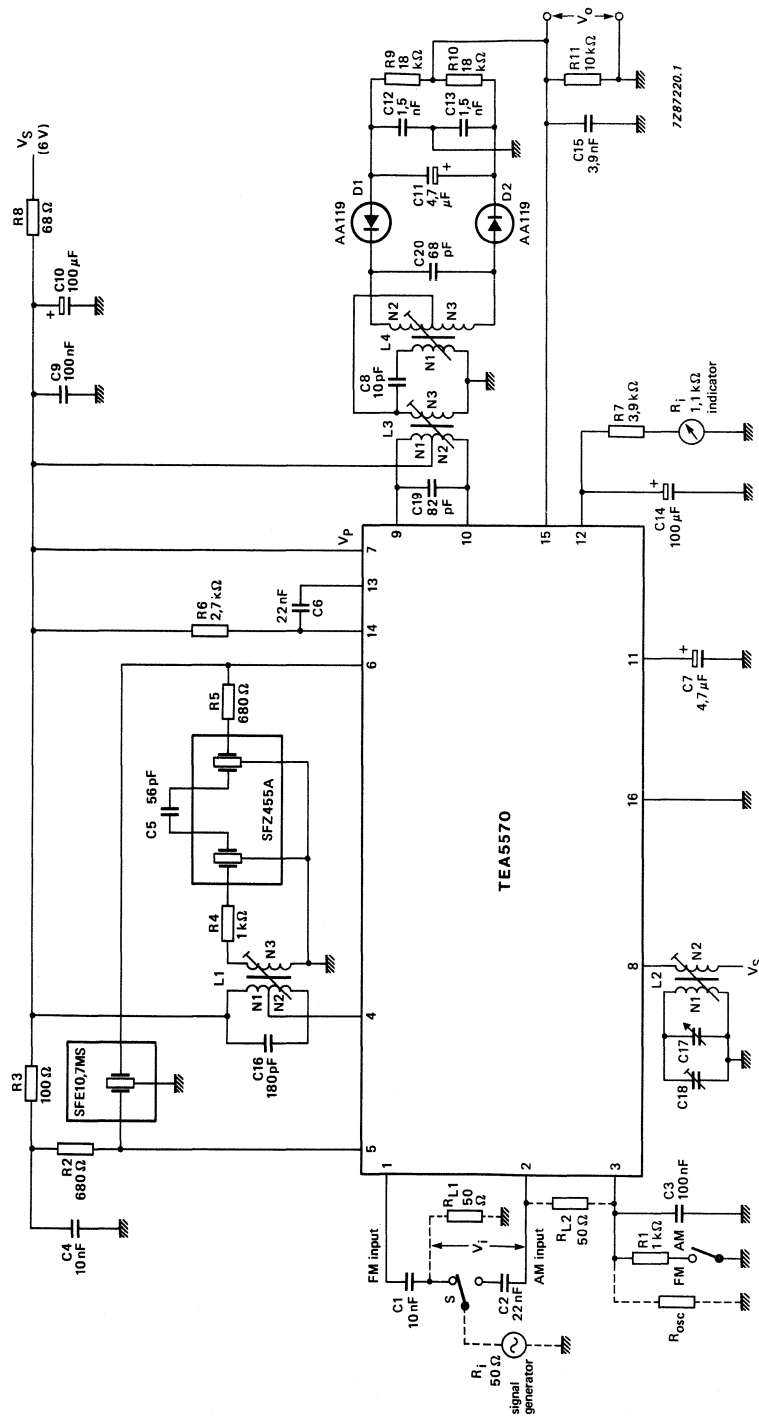 VS
(6 V)
R8
68 Ω
C10
100 µF
+
C9
100 nF
R3
100 Ω
R2
680 Ω
C4
10 nF
SFE10,7MS
L1
N1
N2
N3
C16
180 pF
R4
1 kΩ
C5
56 pF
SFZ455A
R5
680 Ω
R6
2,7 kΩ
22 nF
C6
VP
5
4
6
14
13
7
C19
82
pF
L3
N1
N2
N3
C8
10 pF
L4
N1
N2
N3
C20
68
pF
AA119
D1
AA119
D2
C11
4,7
µF
+
C12
1,5
nF
C13
1,5
nF
R9
18
kΩ
R10
18
kΩ
C15
3,9 nF
R11
10 kΩ
Vo
7Z87220.1
9
10
15
12
TEA5570
1
2
3
8
16
11
FM input
C1
10 nF
RL1
50
Ω
Vi
S
C2
22 nF
AM input
RL2
50 Ω
Ri
50 Ω
signal
generator
Rosc
R1
1 kΩ
FM
AM
C3
100 nF
C18
C17
L2
N1
N2
VS
C7
4,7 µF
+
C14
100 µF
+
R7
3,9 kΩ
Ri
1,1 kΩ
indicator